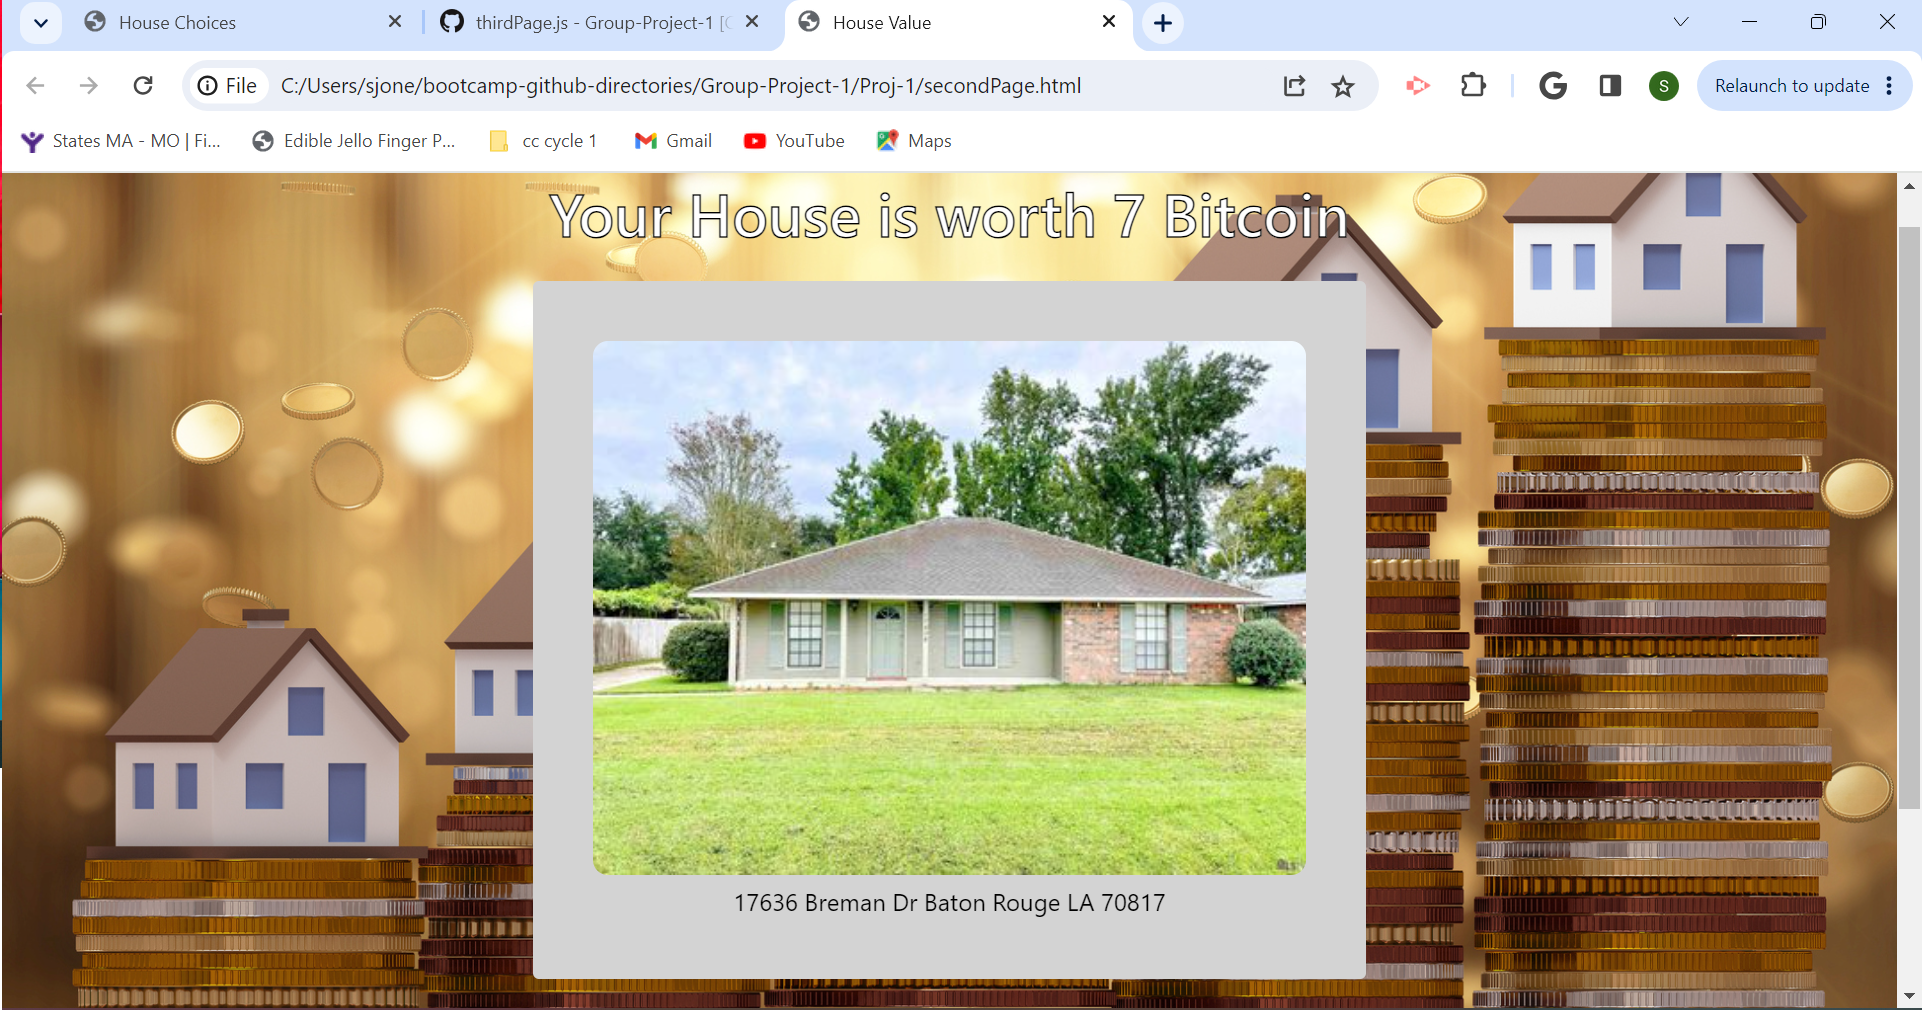 House Choices
thirdPage.js - Group-Project-1 [
House Value
File
C:/Users/sjone/bootcamp-github-directories/Group-Project-1/Proj-1/secondPage.html
S
Relaunch to update
States MA - MO | Fi...
Edible Jello Finger P...
cc cycle 1
Gmail
YouTube
Maps
Your House is worth 7 Bitcoin
17636 Breman Dr Baton Rouge LA 70817